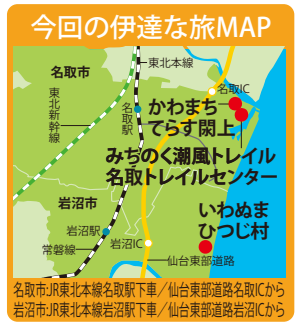 今回の伊達な旅MAP
東北本線
名取市
名取IC
東北新幹線
名取駅
かわまち
てらす閖上
みちのく潮風トレイル
名取トレイルセンター
岩沼市
いわぬま
ひつじ村
岩沼駅
岩沼IC
常磐線
仙台東部道路
名取市:JR東北本線名取駅下車／仙台東部道路名取ICから
岩沼市:JR東北本線岩沼駅下車／仙台東部道路岩沼ICから